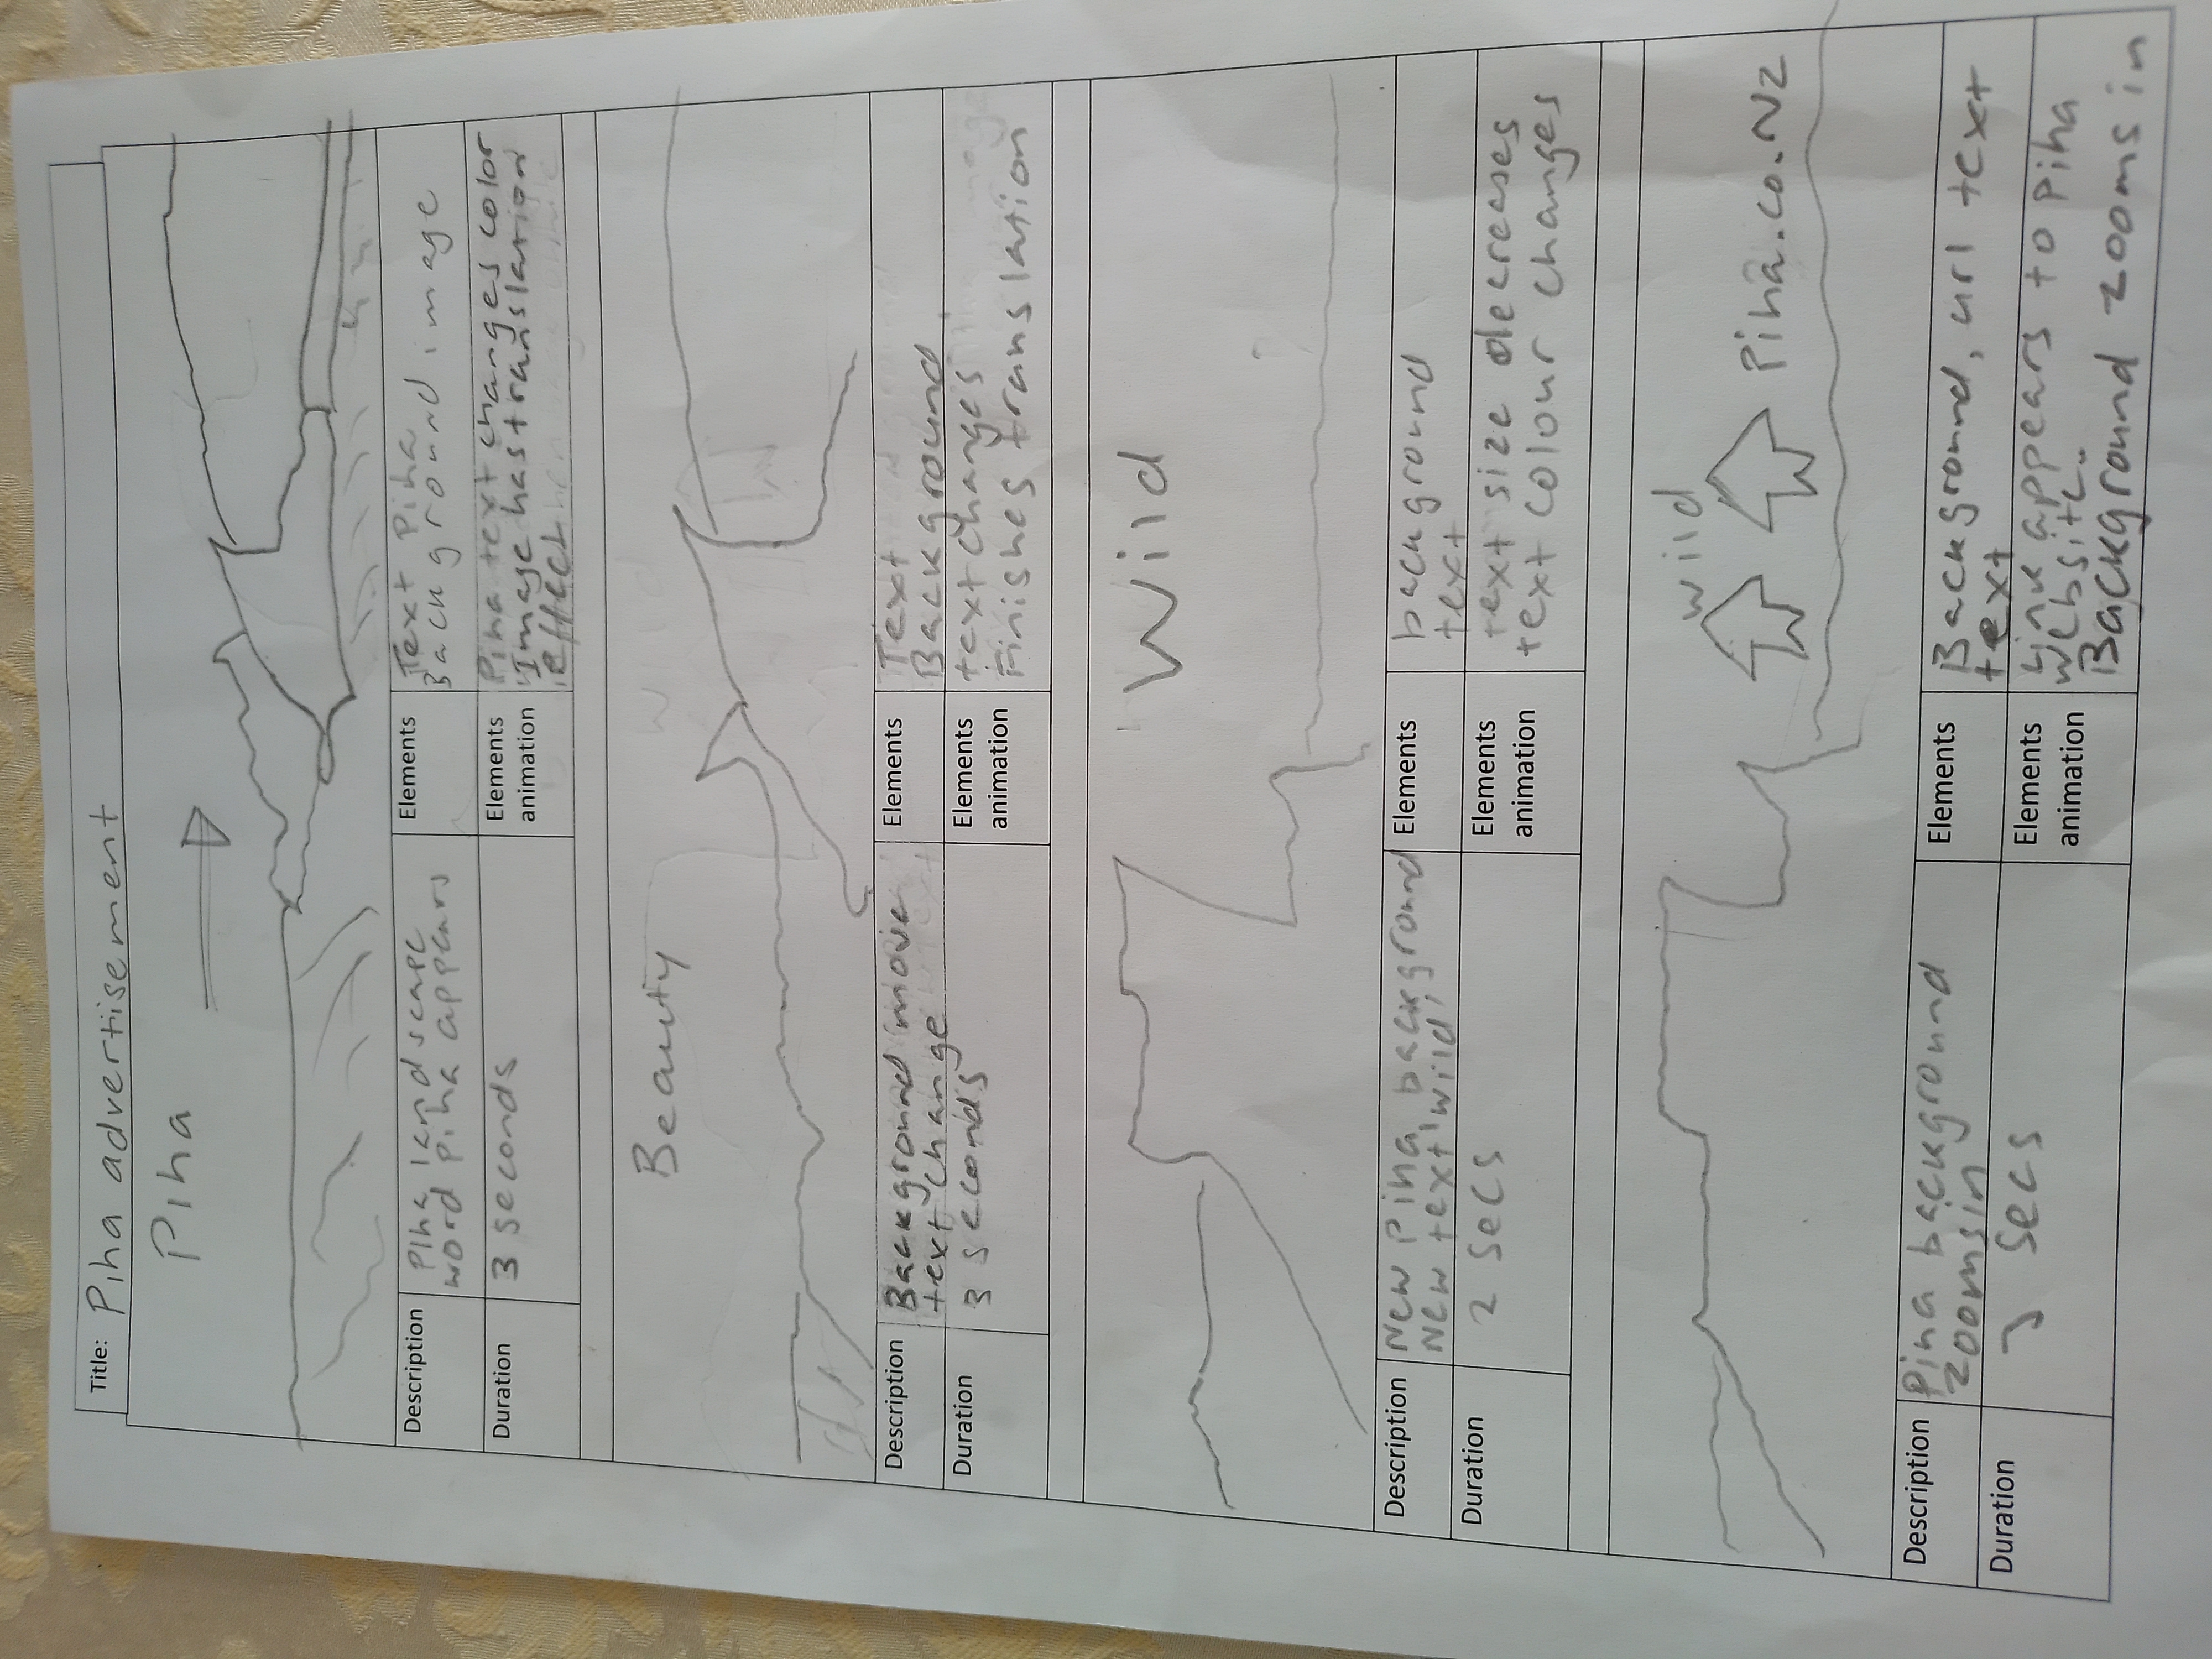 Title: Piha advertisement
Piha
Description Piha landscape
word piha appears
Elements Text Piha
Background image
Duration 3 seconds
Elements
animation
Piha text changes color
Image has translation
effect
Beauty
Description Background move
text change
Elements Text
Background
Duration 3 seconds
Elements
animation
text changes
Finishes translation
Wild
Description New Piha background
New text 'wild'
Elements background
text
Duration 2 secs
Elements
animation
text size decreases
text colour changes
wild
Piha.co.NZ
Description Piha background
zooms in
Elements Background, url text
text
Duration secs
Elements
animation
Link appears to Piha
website.
Background zooms in